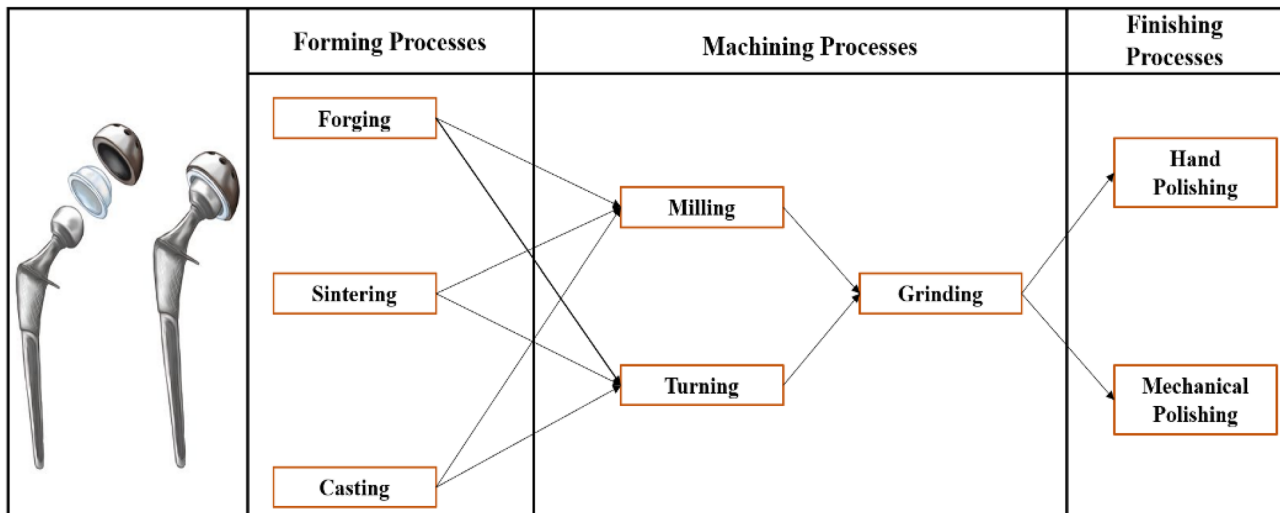 Forming Processes
Machining Processes
Finishing
Processes
Forging
Sintering
Casting
Milling
Turning
Grinding
Hand
Polishing
Mechanical
Polishing